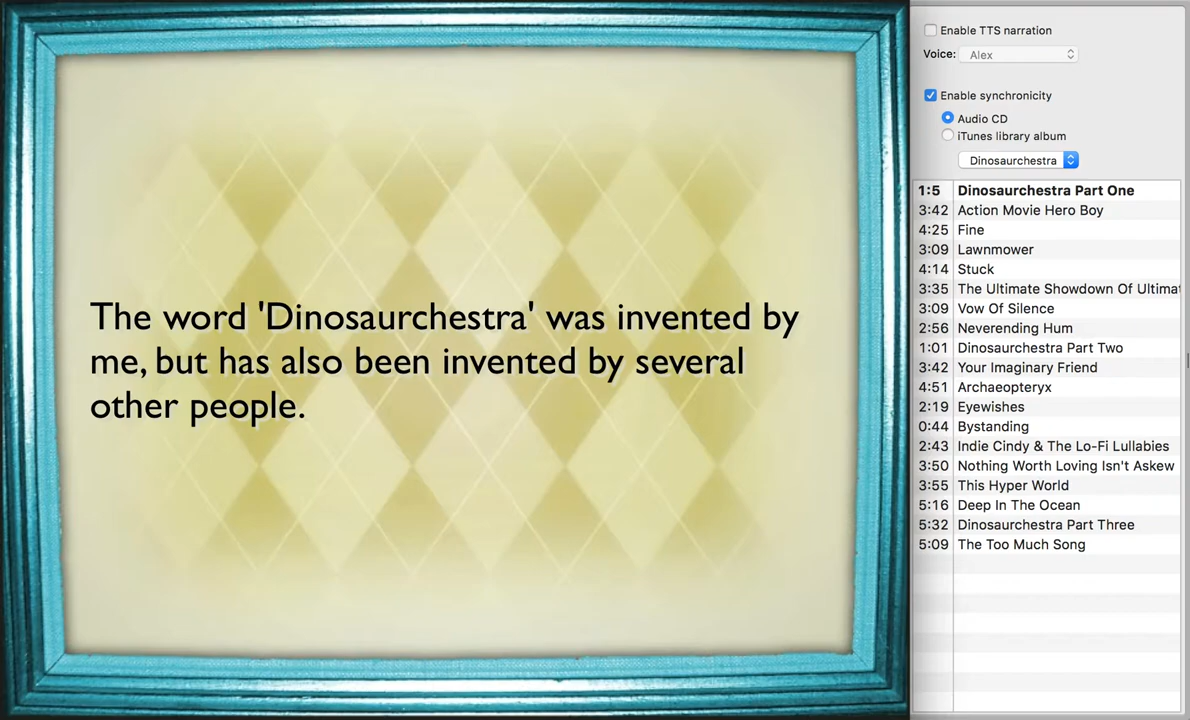 The word 'Dinosaurchestra' was invented by
me, but has also been invented by several
other people.
Enable TTS narration
Voice: Alex
Enable synchronicity
Audio CD
iTunes library album
Dinosaurchestra
1:5 Dinosaurchestra Part One
3:42 Action Movie Hero Boy
4:25 Fine
3:09 Lawnmower
4:14 Stuck
3:35 The Ultimate Showdown Of Ultimat
3:09 Vow Of Silence
2:56 Neverending Hum
1:01 Dinosaurchestra Part Two
3:42 Your Imaginary Friend
4:51 Archaeopteryx
2:19 Eyewishes
0:44 Bystanding
2:43 Indie Cindy & The Lo-Fi Lullabies
3:50 Nothing Worth Loving Isn't Askew
3:55 This Hyper World
5:16 Deep In The Ocean
5:32 Dinosaurchestra Part Three
5:09 The Too Much Song